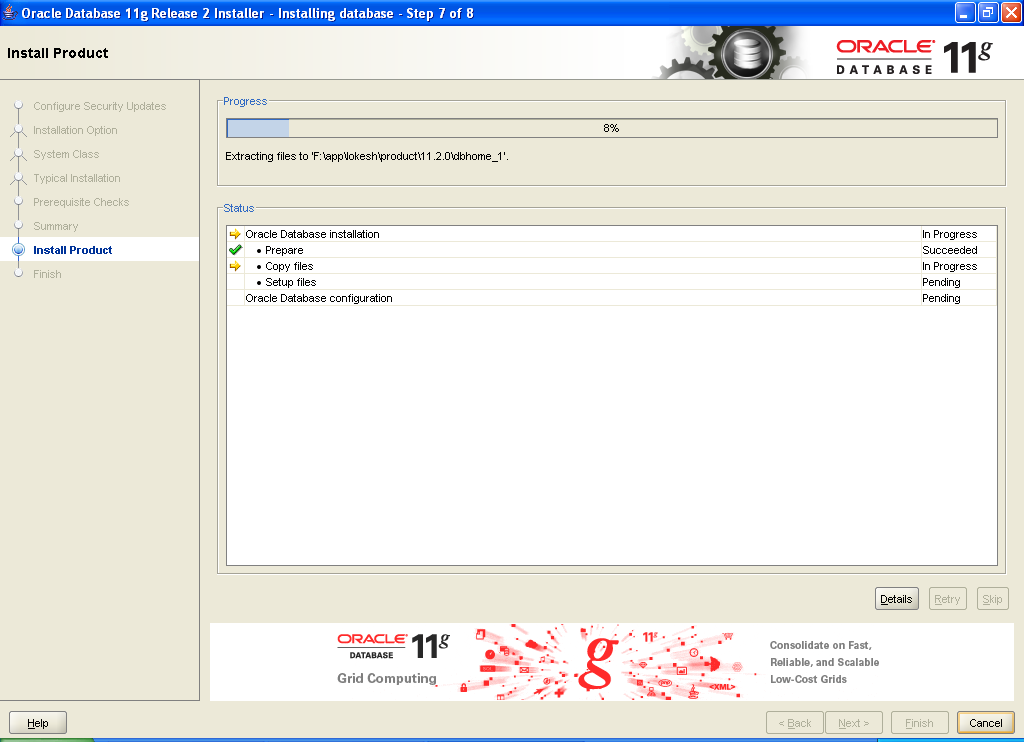 Oracle Database 11g Release 2 Installer - Installing database - Step 7 of 8
Install Product
ORACLE
DATABASE
11g
Configure Security Updates
Installation Option
System Class
Typical Installation
Prerequisite Checks
Summary
Install Product
Finish
Progress
8%
Extracting files to 'F:\app\lokesh\product\11.2.0\dbhome_1'.
Status
Oracle Database installation In Progress
• Prepare Succeeded
• Copy files In Progress
• Setup files Pending
Oracle Database configuration Pending
Details Retry Skip
ORACLE
DATABASE
11g
Grid Computing
g
11g
<XML>
Consolidate on Fast,
Reliable, and Scalable
Low-Cost Grids
Help < Back Next > Finish Cancel